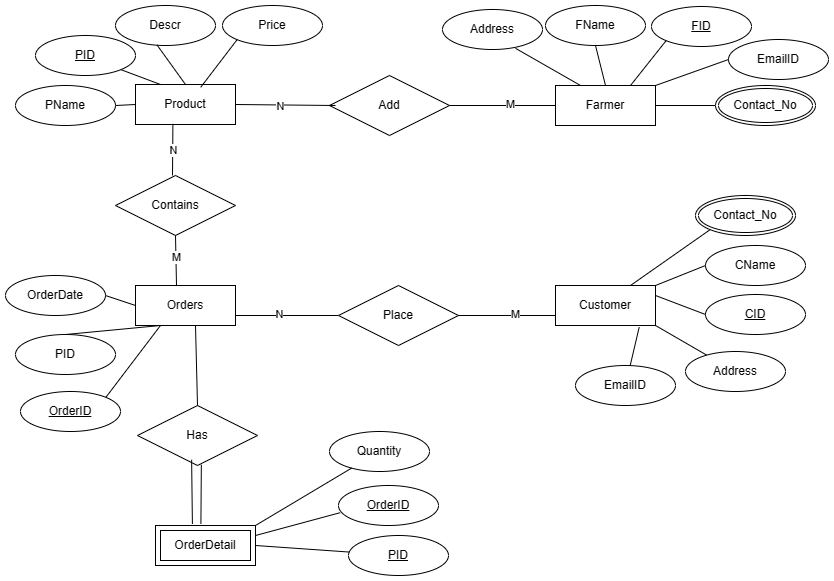 Descr
Price
PID
PName
Product
N
Add
M
Farmer
Address
FName
FID
EmailID
Contact_No
N
Contains
M
OrderDate
Orders
PID
OrderID
N
Place
M
Customer
Contact_No
CName
CID
Address
EmailID
Has
Quantity
OrderID
PID
OrderDetail